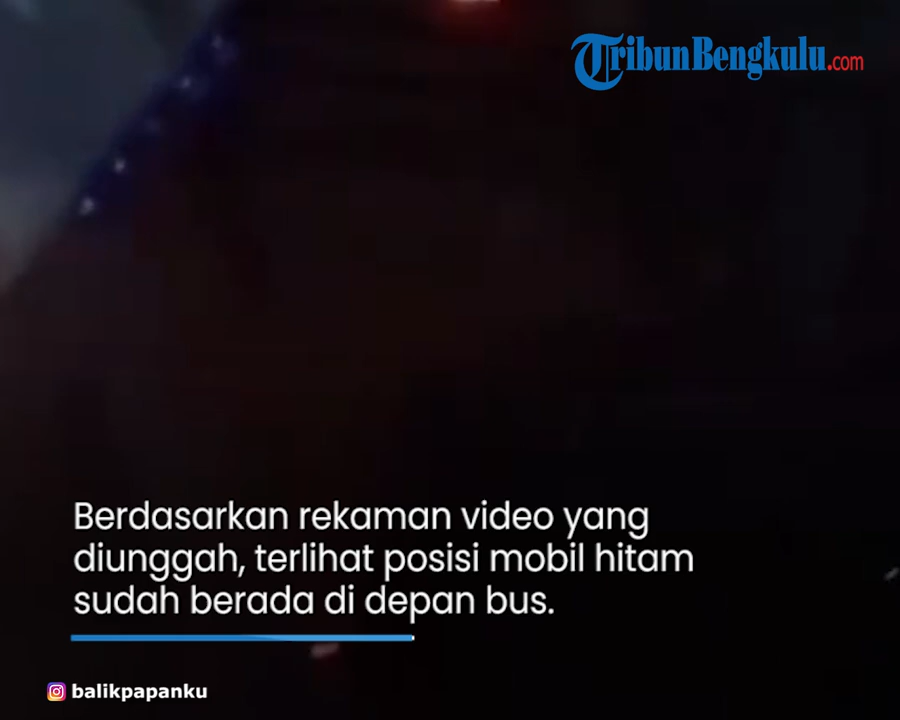 TribunBengkulu.com
Berdasarkan rekaman video yang
diunggah, terlihat posisi mobil hitam
sudah berada di depan bus.
balikpapanku